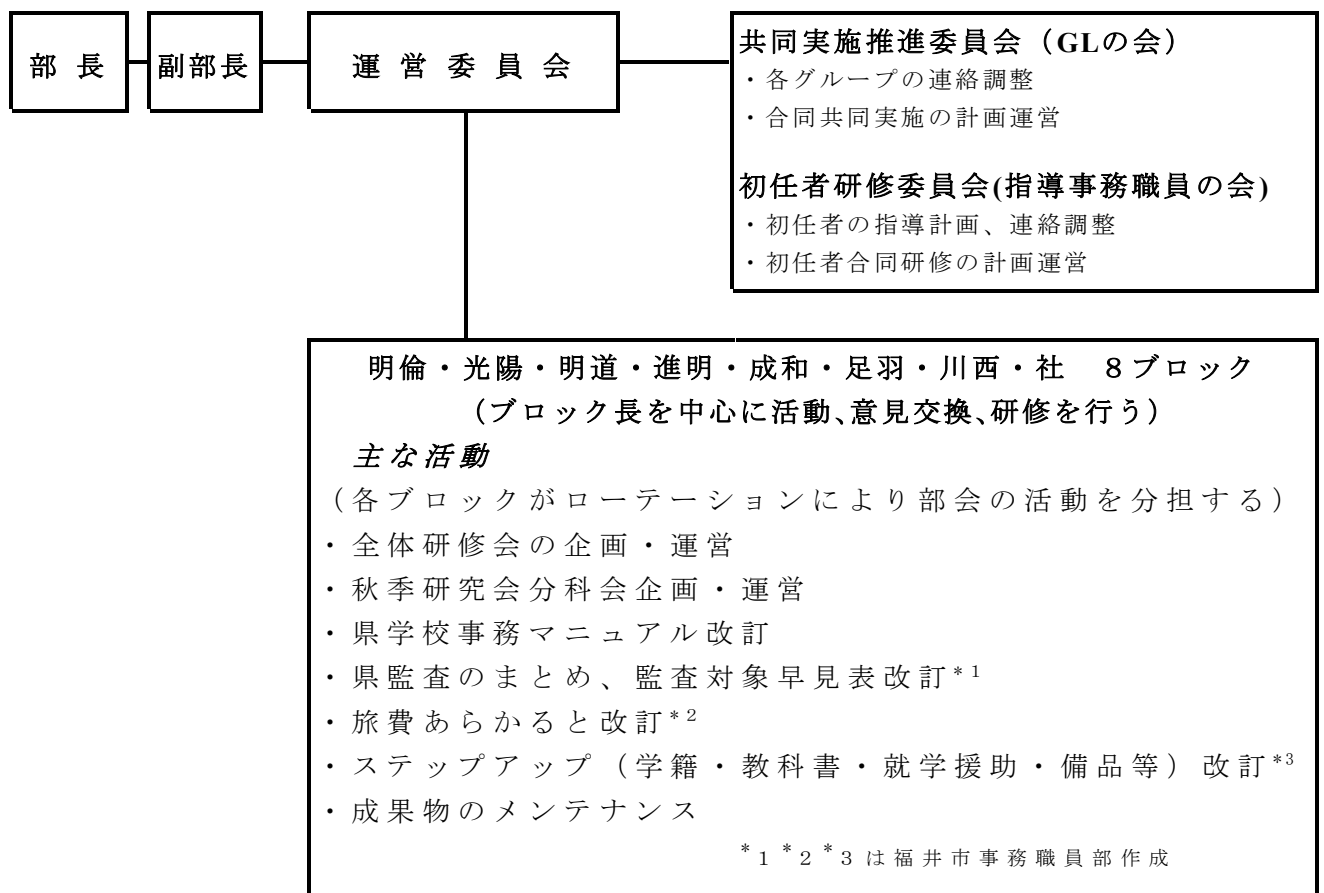 部長
副部長
運営委員会
共同実施推進委員会（GLの会）
・各グループの連絡調整
・合同共同実施の計画運営
初任者研修委員会(指導事務職員の会)
・初任者の指導計画、連絡調整
・初任者合同研修の計画運営
明倫・光陽・明道・進明・成和・足羽・川西・社　８ブロック
（ブロック長を中心に活動、意見交換、研修を行う）
主な活動
（各ブロックがローテーションにより部会の活動を分担する）
・全体研修会の企画・運営
・秋季研究会分科会企画・運営
・県学校事務マニュアル改訂
・県監査のまとめ、監査対象早見表改訂*1
・旅費あらかると改訂*2
・ステップアップ（学籍・教科書・就学援助・備品等）改訂*3
・成果物のメンテナンス
*1 *2 *3 は福井市事務職員部作成